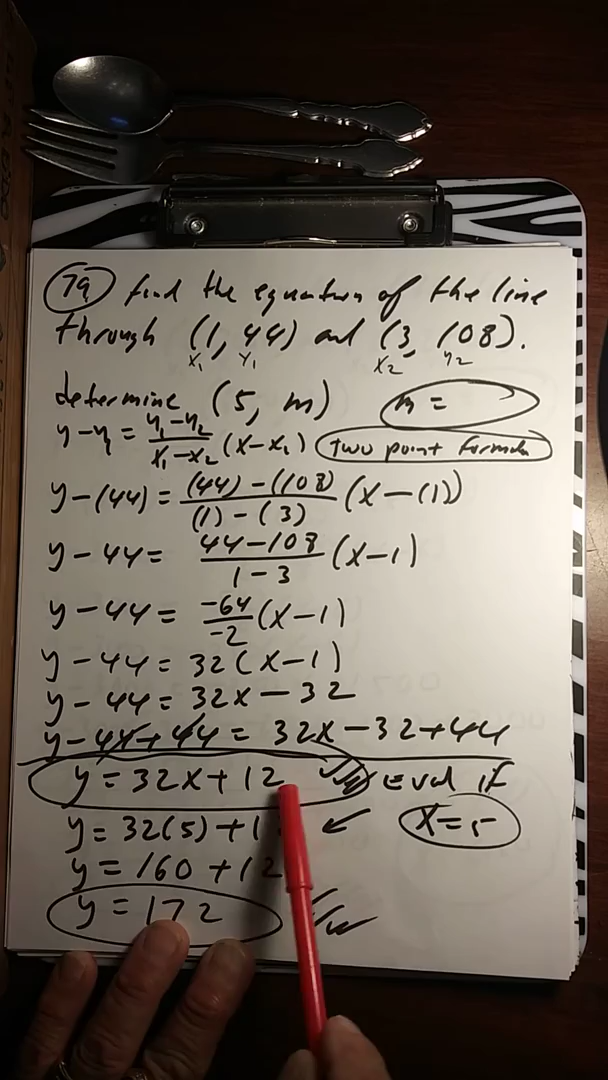 79 find the equation of the line
through (1, 44) and (3, 108).
x₁ y₁ x₂ y₂
determine (5, m) m =
y-y₁ = y₁-y₂/x₁-x₂ (x-x₁) two point formula
y-(44) = (44)-(108)/(1)-(3) (x-(1))
y-44 = 44-108/1-3 (x-1)
y-44 = -64/-2 (x-1)
y-44 = 32(x-1)
y-44 = 32x-32
y-44+44 = 32x-32+44
y = 32x+12 eval if
y = 32(5)+1 x=5
y = 160+12
y = 172